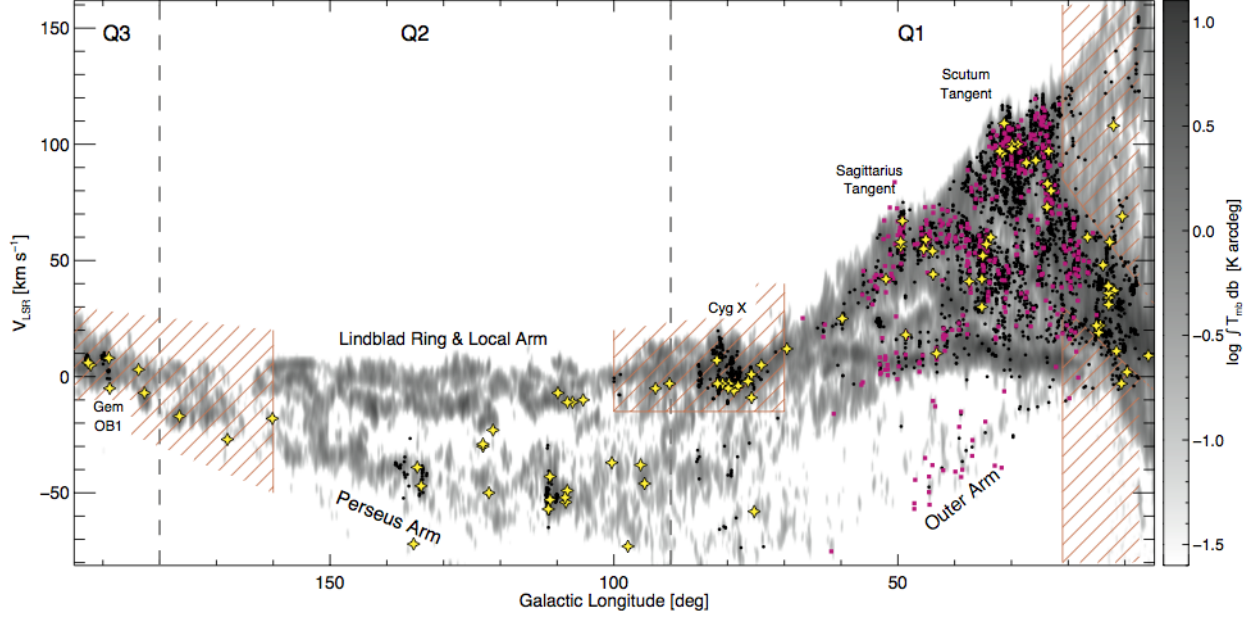 Q3
Q2
Q1
150
100
50
0
−50
V_LSR [km s⁻¹]
Scutum
Tangent
Sagittarius
Tangent
Cyg X
Lindblad Ring & Local Arm
Gem
OB1
Perseus Arm
Outer Arm
150
100
50
Galactic Longitude [deg]
1.0
0.5
0.0
−0.5
−1.0
−1.5
log ∫ T_mb db [K arcdeg]